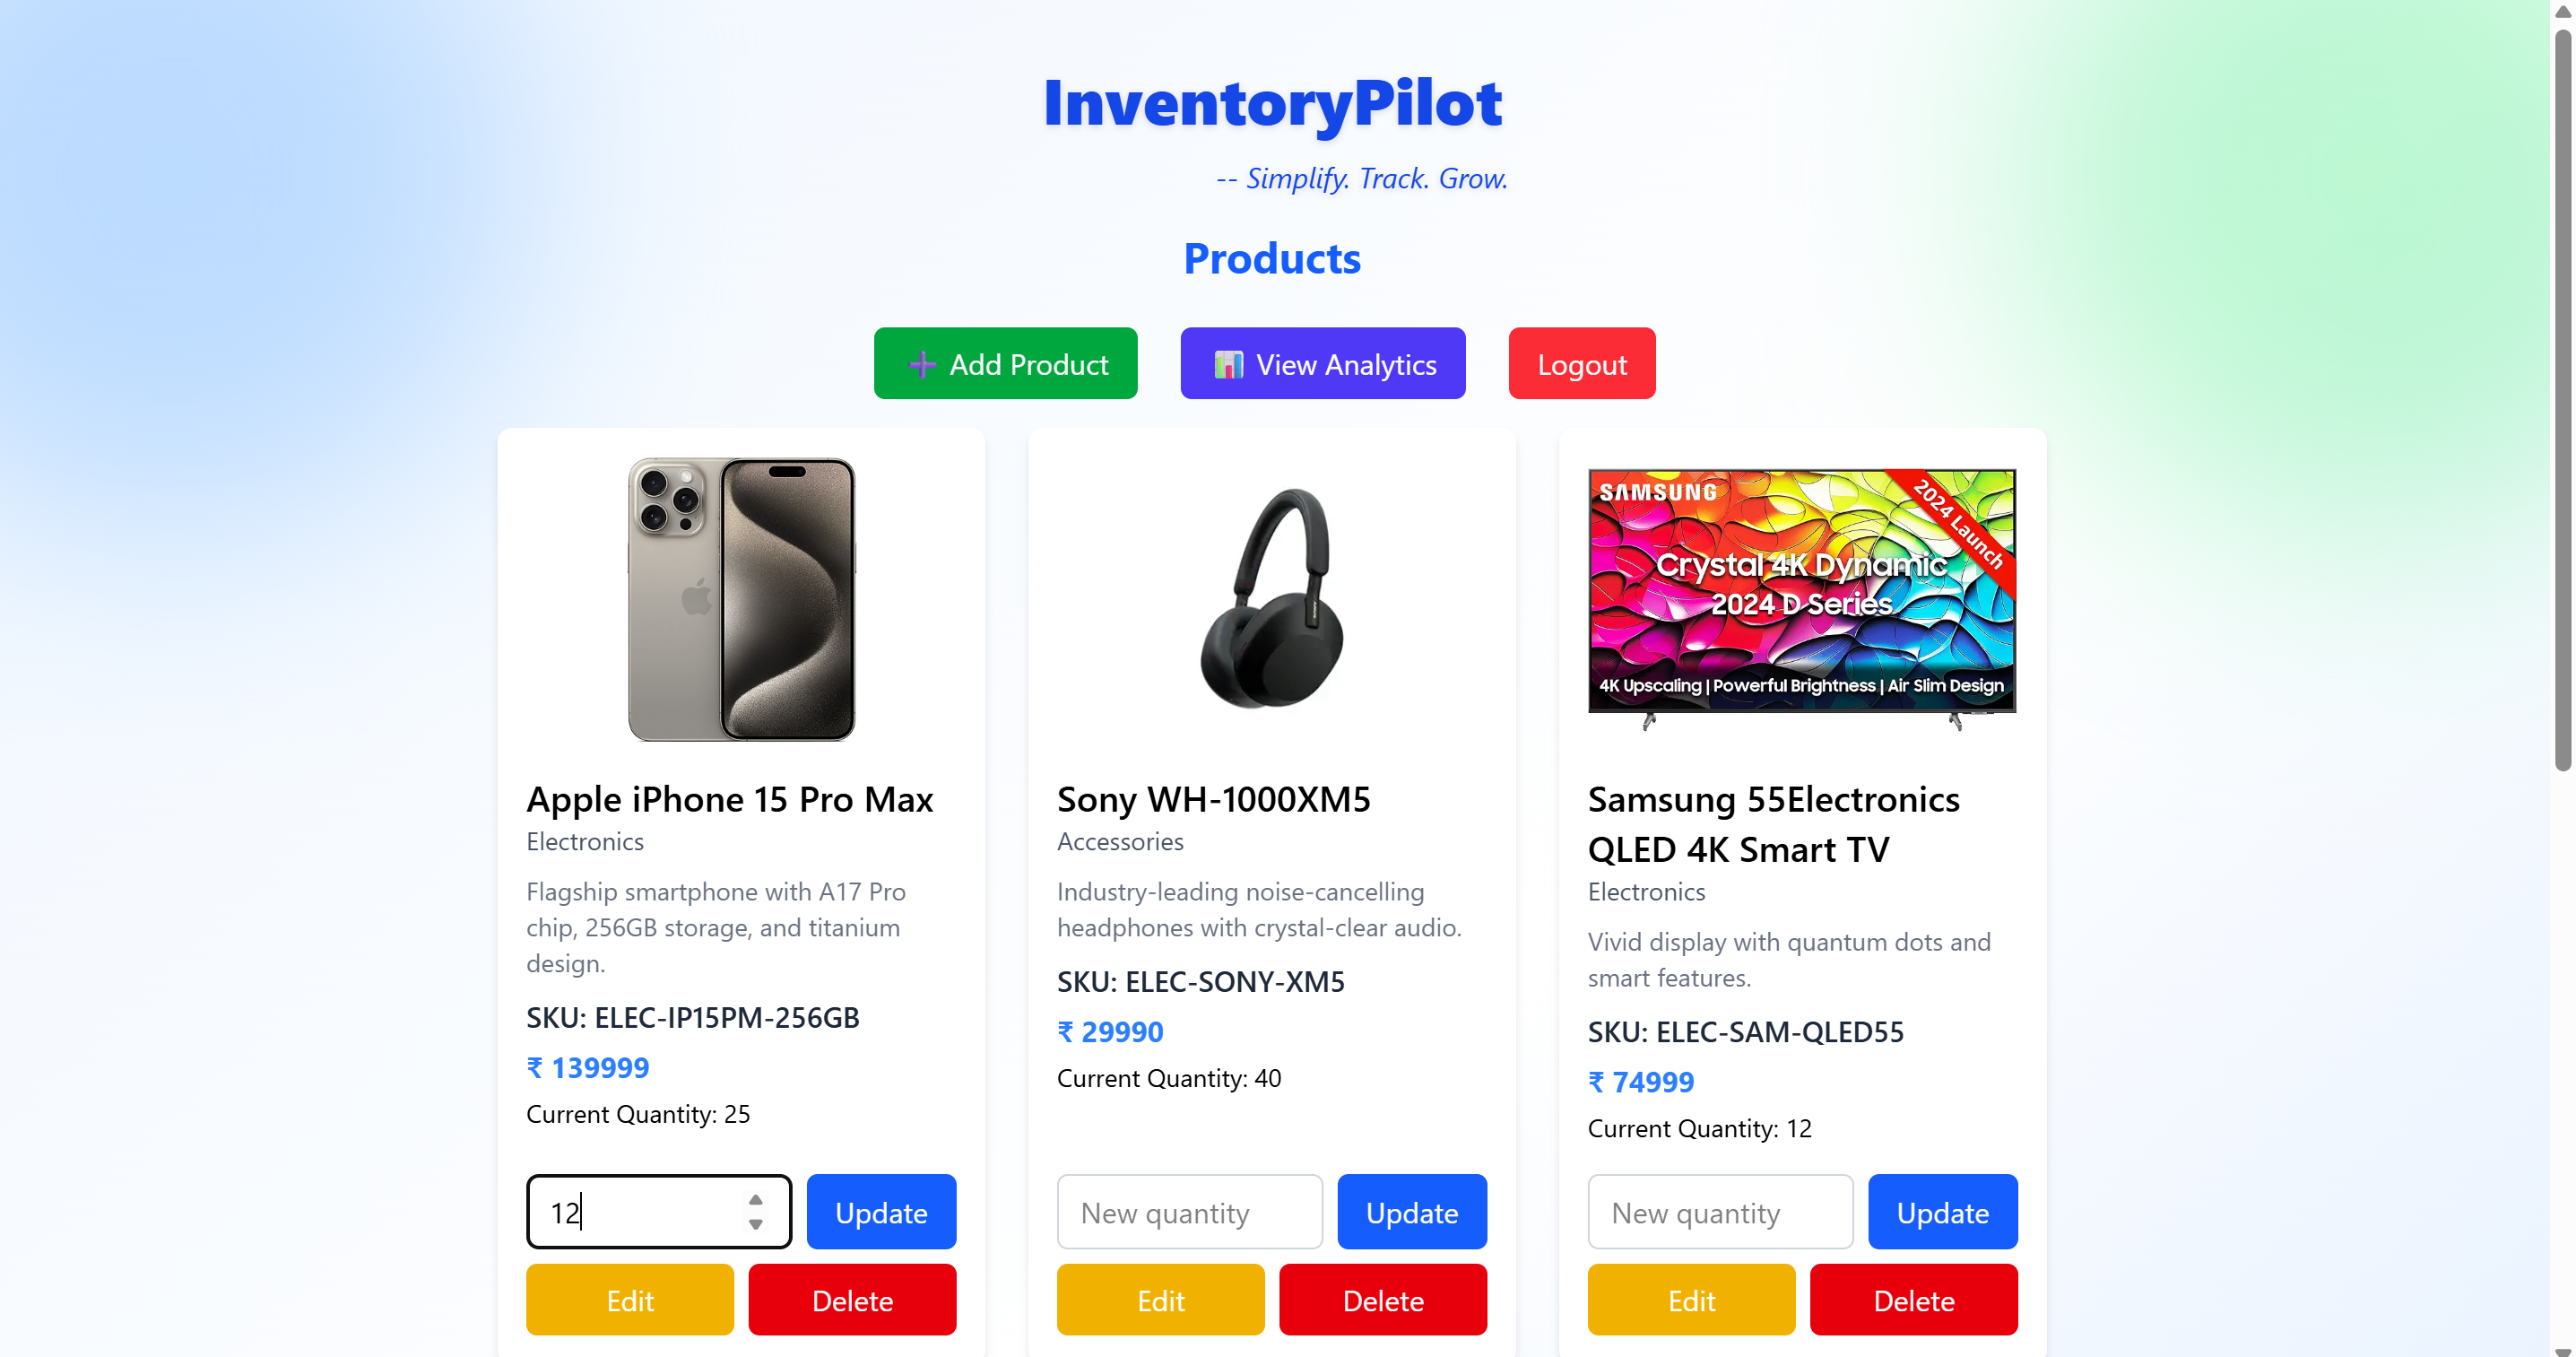 InventoryPilot
-- Simplify. Track. Grow.
Products
➕ Add Product
📊 View Analytics
Logout
Apple iPhone 15 Pro Max
Electronics
Flagship smartphone with A17 Pro
chip, 256GB storage, and titanium
design.
SKU: ELEC-IP15PM-256GB
₹ 139999
Current Quantity: 25
12
Update
Edit
Delete
Sony WH-1000XM5
Accessories
Industry-leading noise-cancelling
headphones with crystal-clear audio.
SKU: ELEC-SONY-XM5
₹ 29990
Current Quantity: 40
New quantity
Update
Edit
Delete
SAMSUNG
2024 Launch
Crystal 4K Dynamic
2024 D Series
4K Upscaling | Powerful Brightness | Air Slim Design
Samsung 55Electronics
QLED 4K Smart TV
Electronics
Vivid display with quantum dots and
smart features.
SKU: ELEC-SAM-QLED55
₹ 74999
Current Quantity: 12
New quantity
Update
Edit
Delete